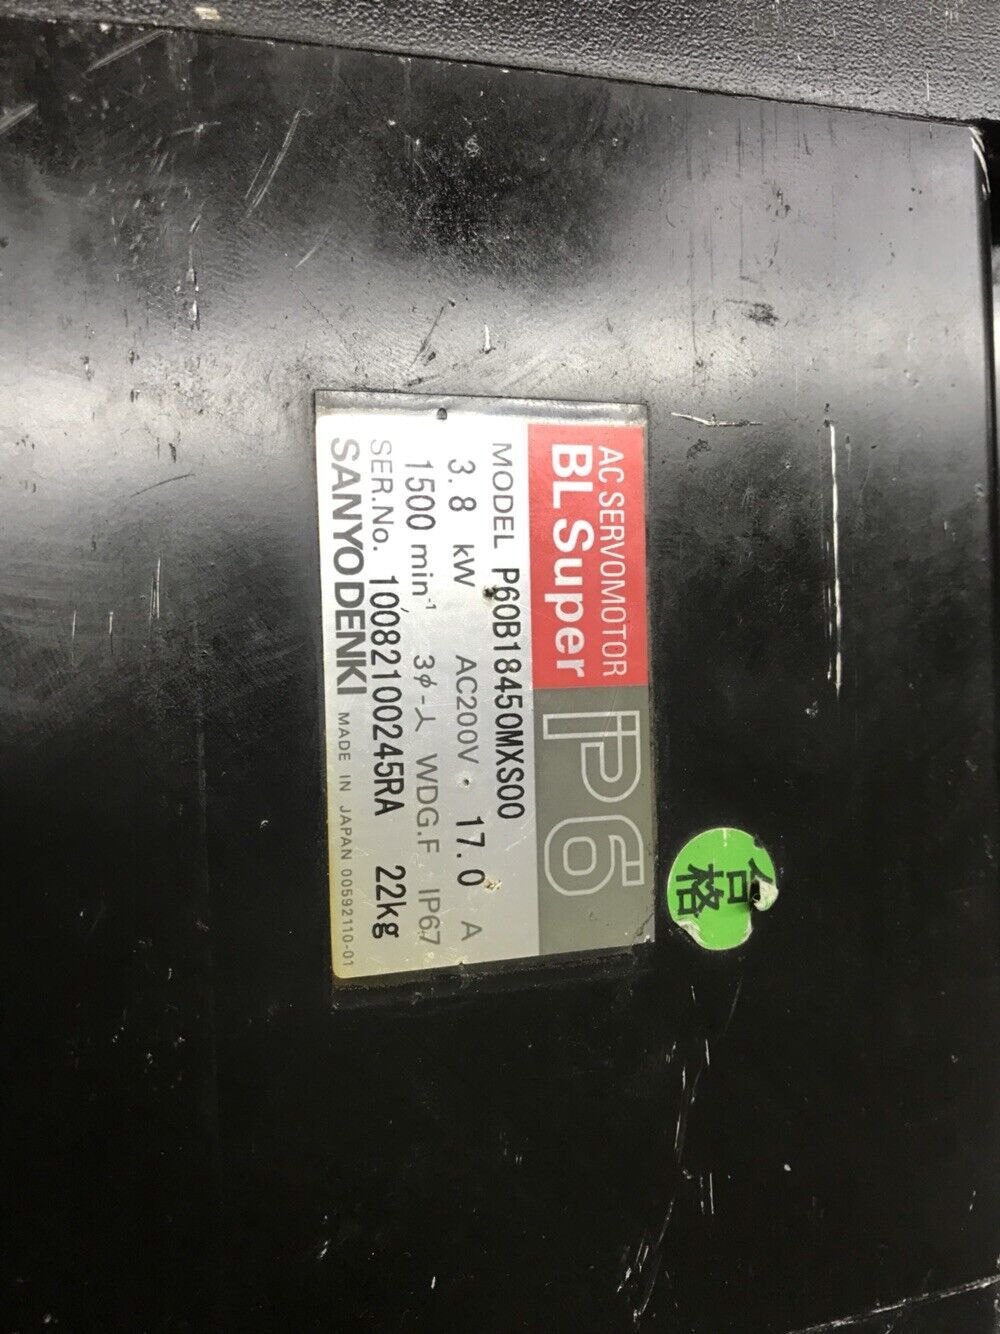 AC SERVOMOTOR
BL Super P6
MODEL P60B18450MXS00
3.8 kW AC200V 17.0 A
1500 min⁻¹ 3φ-人 WDG.F IP67
SER.No. 10082100245RA 22kg
SANYO DENKI MADE IN JAPAN 00592110-01
合格